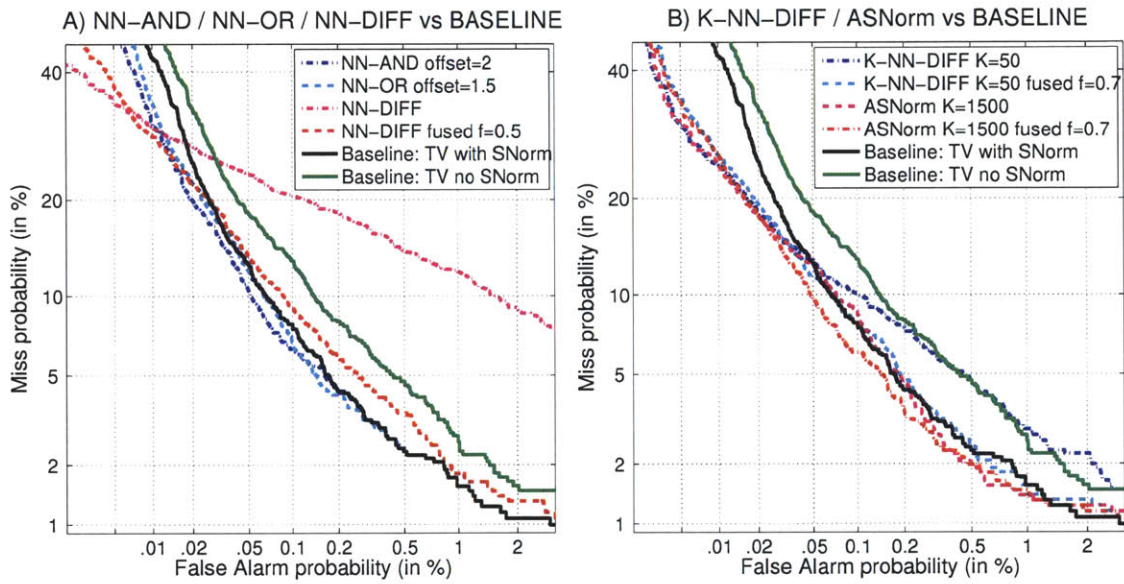 A) NN-AND / NN-OR / NN-DIFF vs BASELINE
NN-AND offset=2
NN-OR offset=1.5
NN-DIFF
NN-DIFF fused f=0.5
Baseline: TV with SNorm
Baseline: TV no SNorm
40
20
10
5
2
1
Miss probability (in %)
.01 .02 .05 0.1 0.2 0.5 1 2
False Alarm probability (in %)
B) K-NN-DIFF / ASNorm vs BASELINE
K-NN-DIFF K=50
K-NN-DIFF K=50 fused f=0.7
ASNorm K=1500
ASNorm K=1500 fused f=0.7
Baseline: TV with SNorm
Baseline: TV no SNorm
40
20
10
5
2
1
Miss probability (in %)
.01 .02 .05 0.1 0.2 0.5 1 2
False Alarm probability (in %)